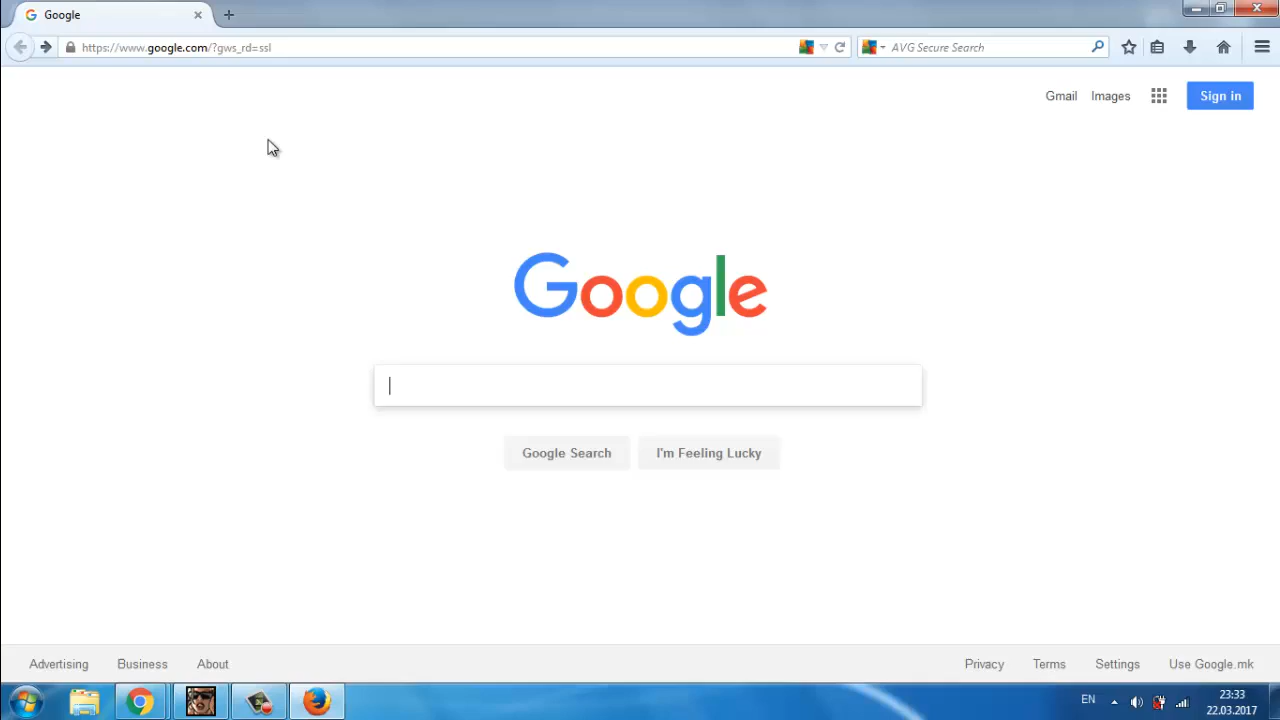 Google
https://www.google.com/?gws_rd=ssl
AVG Secure Search
Gmail Images Sign in
Google
Google Search I'm Feeling Lucky
Advertising Business About Privacy Terms Settings Use Google.mk
EN 23:33
22.03.2017